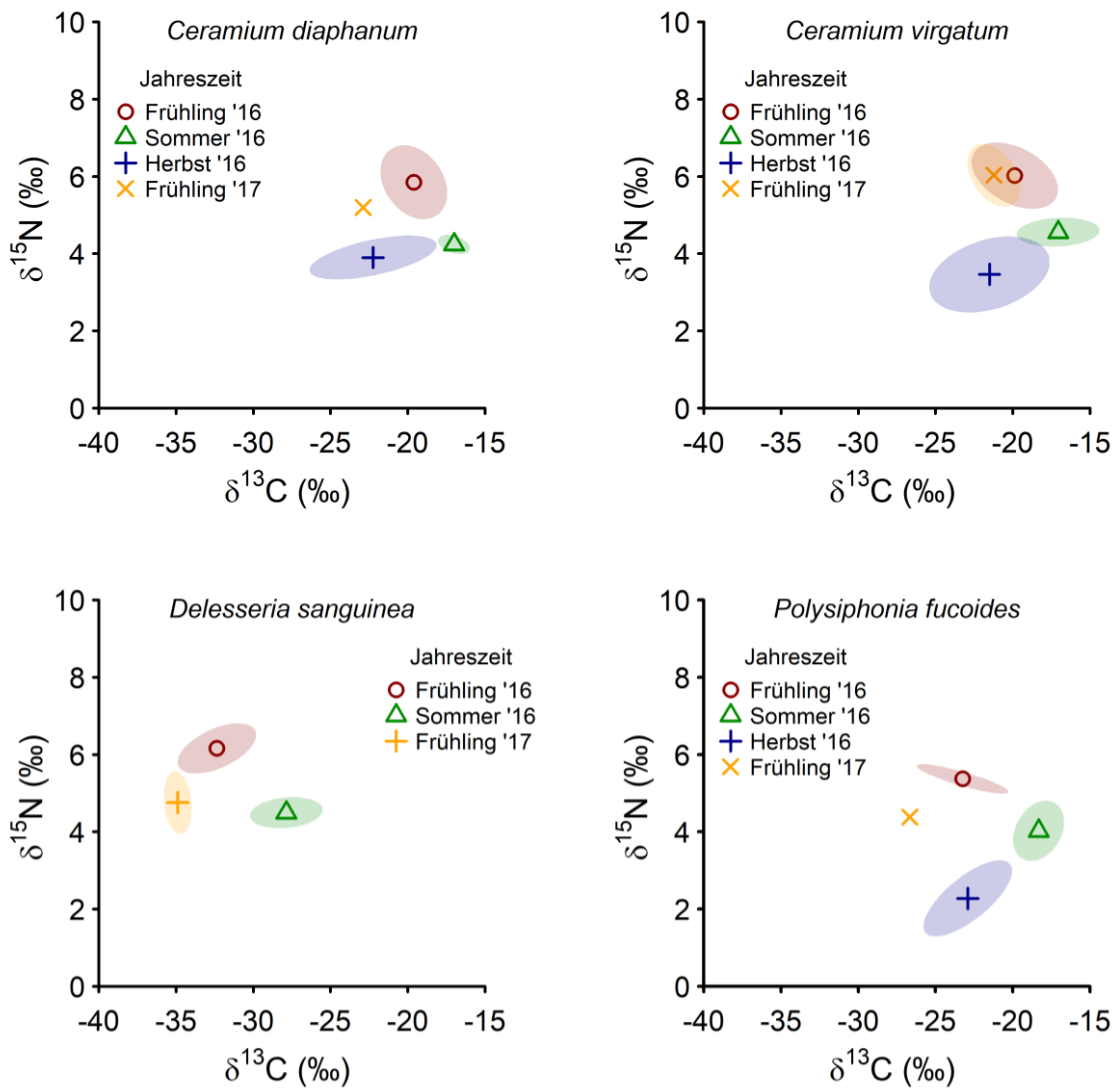 Ceramium diaphanum
Jahreszeit
Frühling '16
Sommer '16
Herbst '16
Frühling '17
10
8
6
4
2
0
δ¹⁵N (‰)
-40 -35 -30 -25 -20 -15
δ¹³C (‰)
Ceramium virgatum
Jahreszeit
Frühling '16
Sommer '16
Herbst '16
Frühling '17
10
8
6
4
2
0
δ¹⁵N (‰)
-40 -35 -30 -25 -20 -15
δ¹³C (‰)
Delesseria sanguinea
Jahreszeit
Frühling '16
Sommer '16
Frühling '17
10
8
6
4
2
0
δ¹⁵N (‰)
-40 -35 -30 -25 -20 -15
δ¹³C (‰)
Polysiphonia fucoides
Jahreszeit
Frühling '16
Sommer '16
Herbst '16
Frühling '17
10
8
6
4
2
0
δ¹⁵N (‰)
-40 -35 -30 -25 -20 -15
δ¹³C (‰)